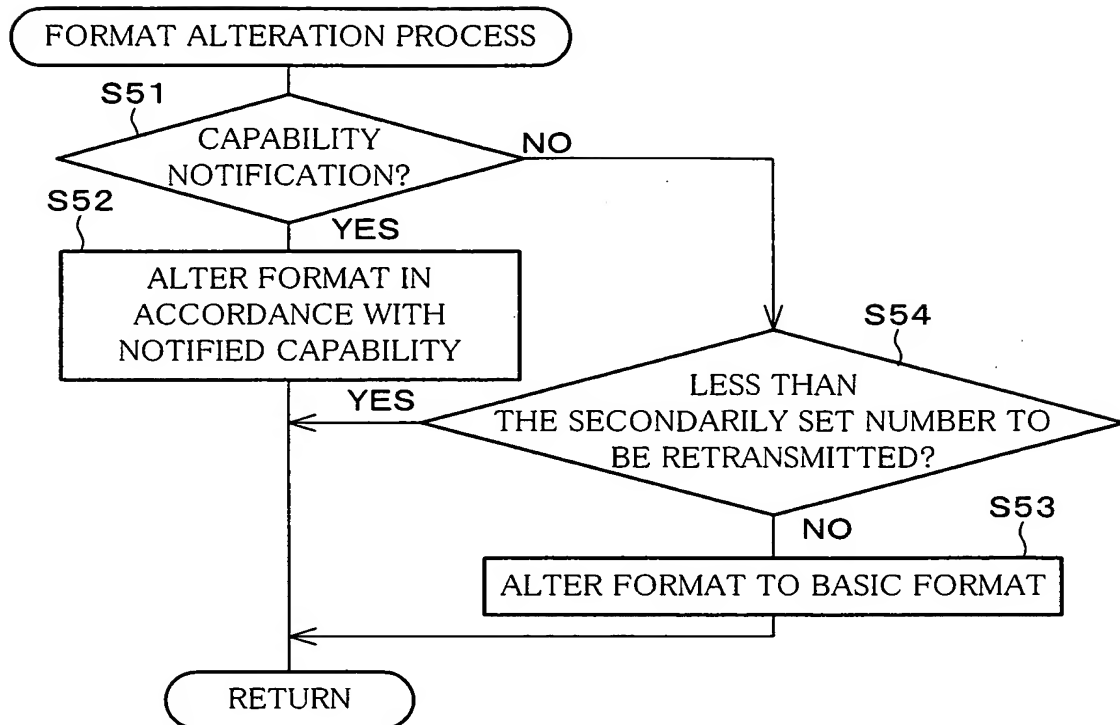 FORMAT ALTERATION PROCESS
S51
CAPABILITY
NOTIFICATION?
NO
S52
YES
ALTER FORMAT IN
ACCORDANCE WITH
NOTIFIED CAPABILITY
S54
YES
LESS THAN
THE SECONDARILY SET NUMBER TO
BE RETRANSMITTED?
S53
NO
ALTER FORMAT TO BASIC FORMAT
RETURN